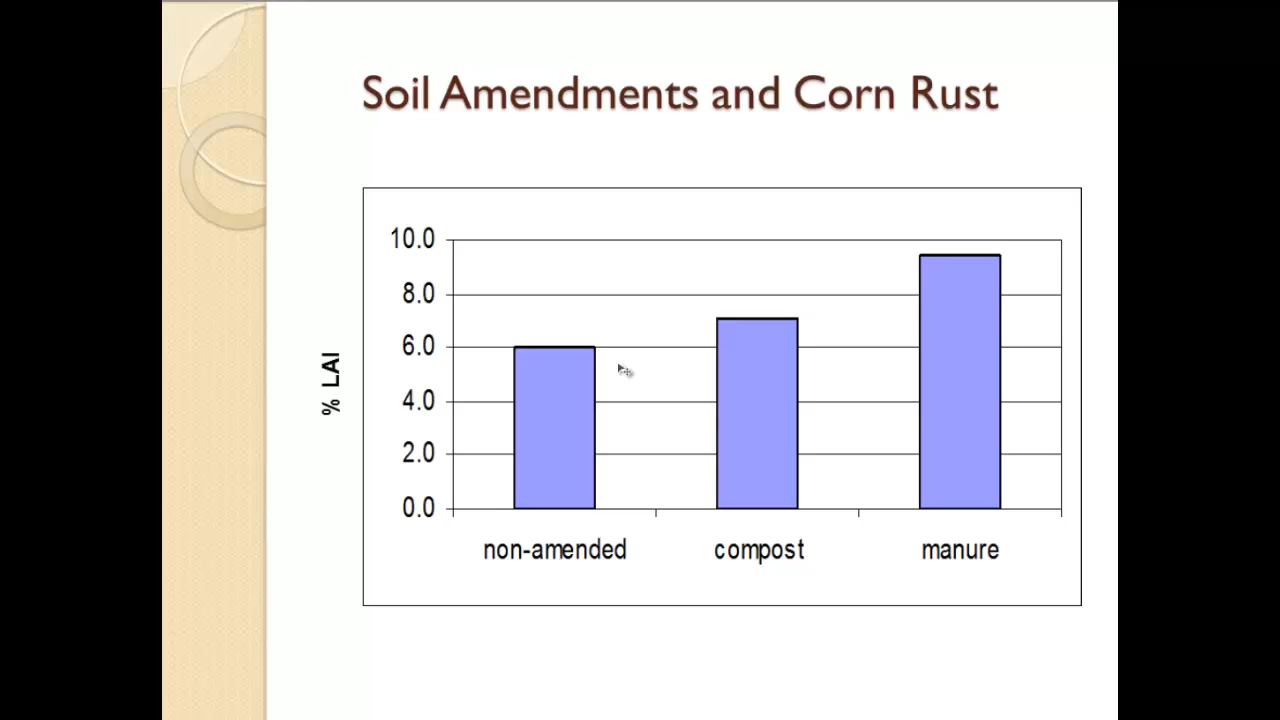 Soil Amendments and Corn Rust
10.0
8.0
6.0
4.0
2.0
0.0
% LAI
non-amended compost manure